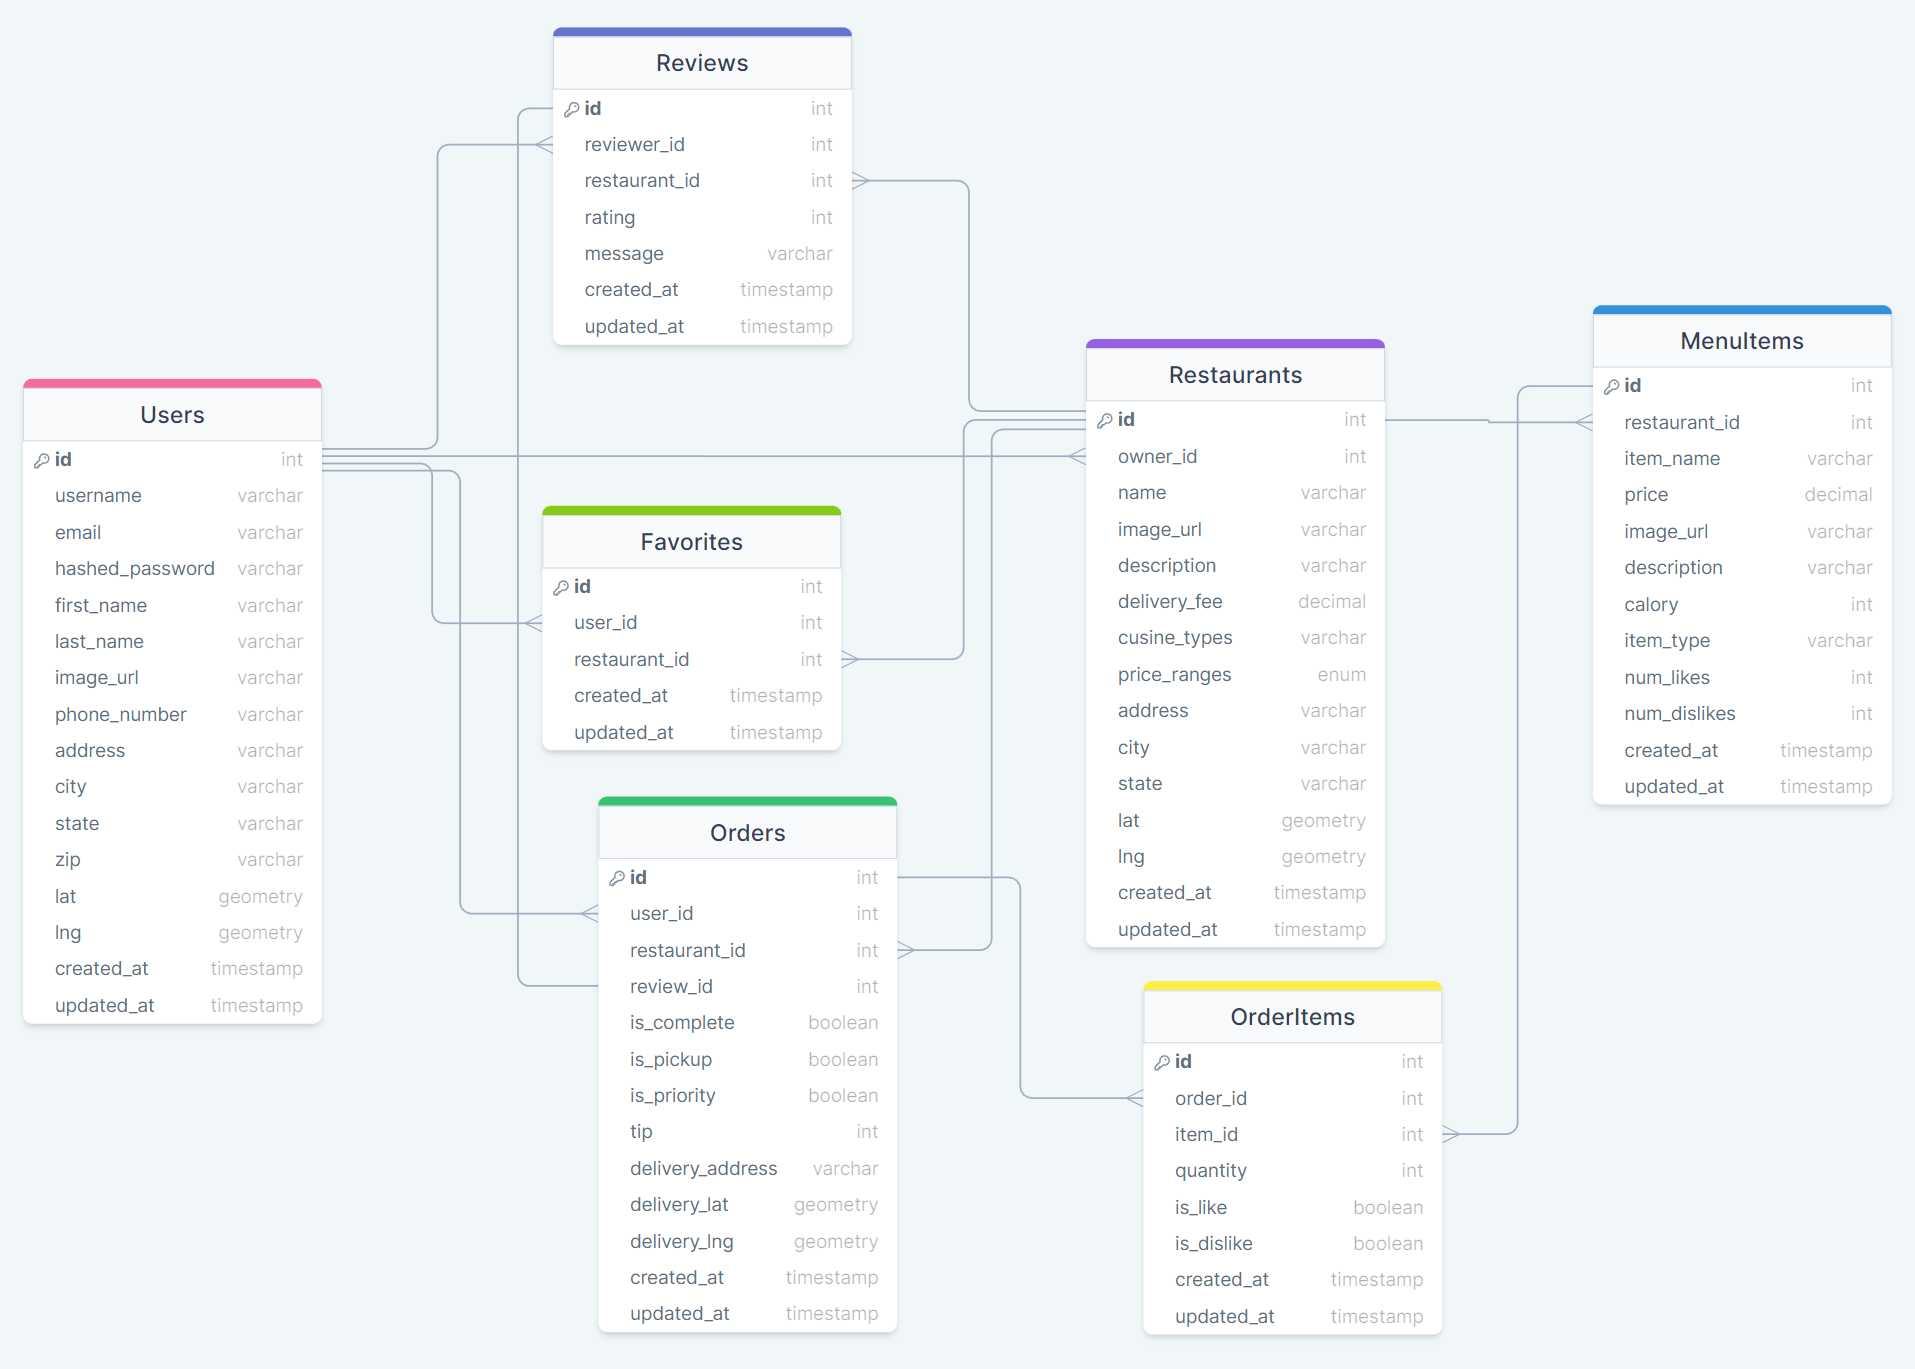 Reviews
id int
reviewer_id int
restaurant_id int
rating int
message varchar
created_at timestamp
updated_at timestamp
Users
id int
username varchar
email varchar
hashed_password varchar
first_name varchar
last_name varchar
image_url varchar
phone_number varchar
address varchar
city varchar
state varchar
zip varchar
lat geometry
lng geometry
created_at timestamp
updated_at timestamp
Favorites
id int
user_id int
restaurant_id int
created_at timestamp
updated_at timestamp
Orders
id int
user_id int
restaurant_id int
review_id int
is_complete boolean
is_pickup boolean
is_priority boolean
tip int
delivery_address varchar
delivery_lat geometry
delivery_lng geometry
created_at timestamp
updated_at timestamp
Restaurants
id int
owner_id int
name varchar
image_url varchar
description varchar
delivery_fee decimal
cusine_types varchar
price_ranges enum
address varchar
city varchar
state varchar
lat geometry
lng geometry
created_at timestamp
updated_at timestamp
OrderItems
id int
order_id int
item_id int
quantity int
is_like boolean
is_dislike boolean
created_at timestamp
updated_at timestamp
MenuItems
id int
restaurant_id int
item_name varchar
price decimal
image_url varchar
description varchar
calory int
item_type varchar
num_likes int
num_dislikes int
created_at timestamp
updated_at timestamp